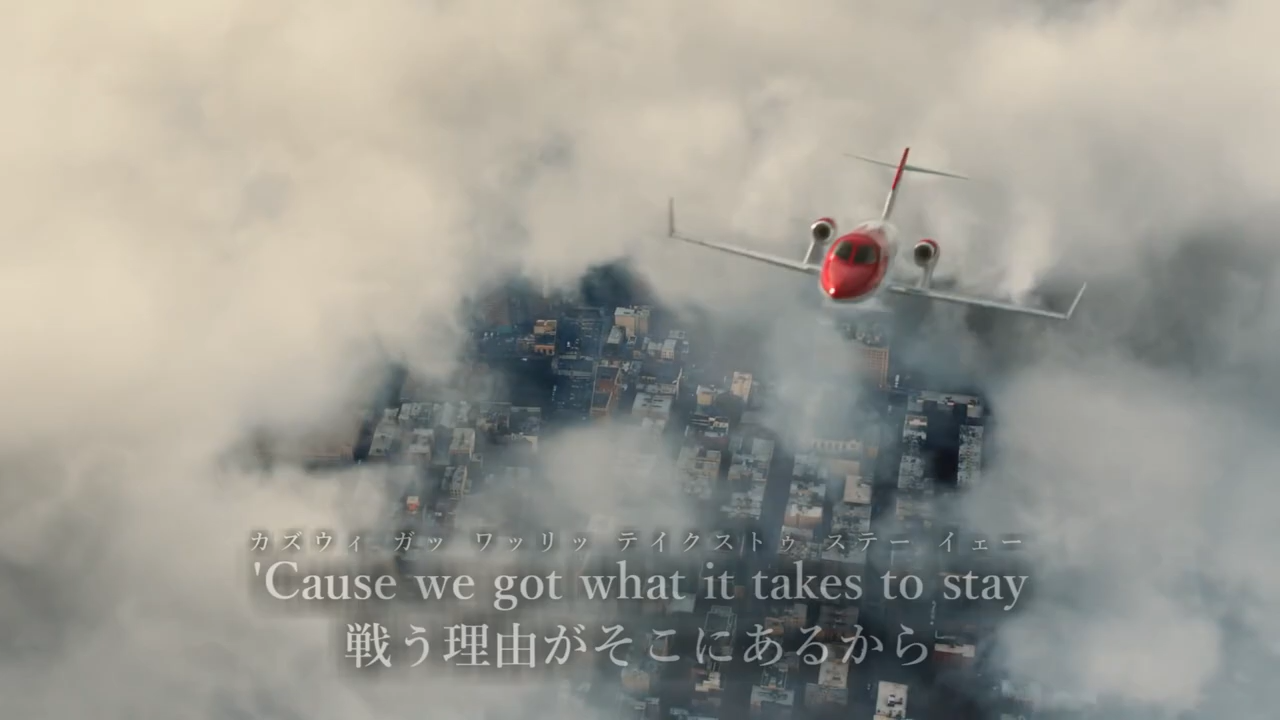 カズウィ ガッ ワッリッ テイクストゥ ステー イェー
'Cause we got what it takes to stay
戦う理由がそこにあるから